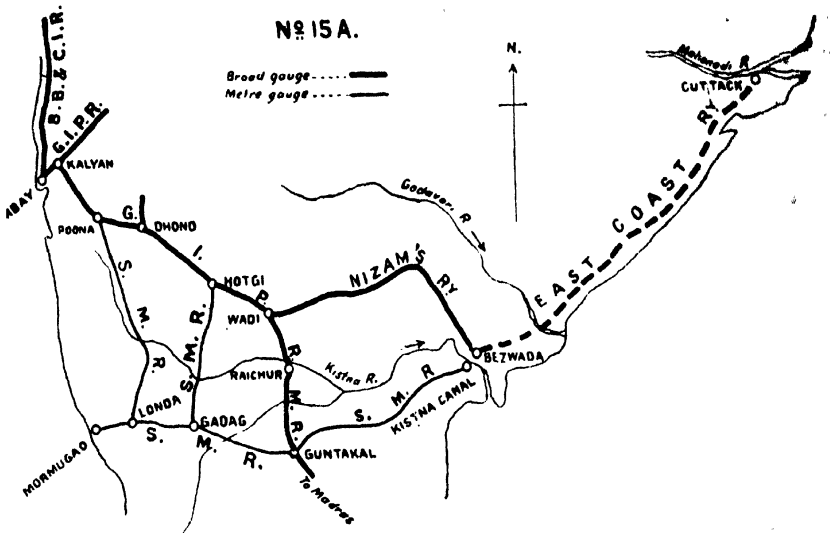 Nº 15 A.
Broad gauge
Metre gauge
N.
B.B. & C.I.R.
G.I.P.R.
KALYAN
ABAY
POONA
G.
DHOND
I.
HOTGI
P.
WADI
R.
NIZAM'S RY.
Godaveri R
Mahanadi R
CUTTACK
EAST COAST RY.
BEZWADA
S. M. R.
S. M. R.
RAICHUR
Kistna R.
M. R.
LONDA
GADAG
MORMUGAO
S. M. R.
GUNTAKAL
S. M. R
KISTNA CANAL
To Madras